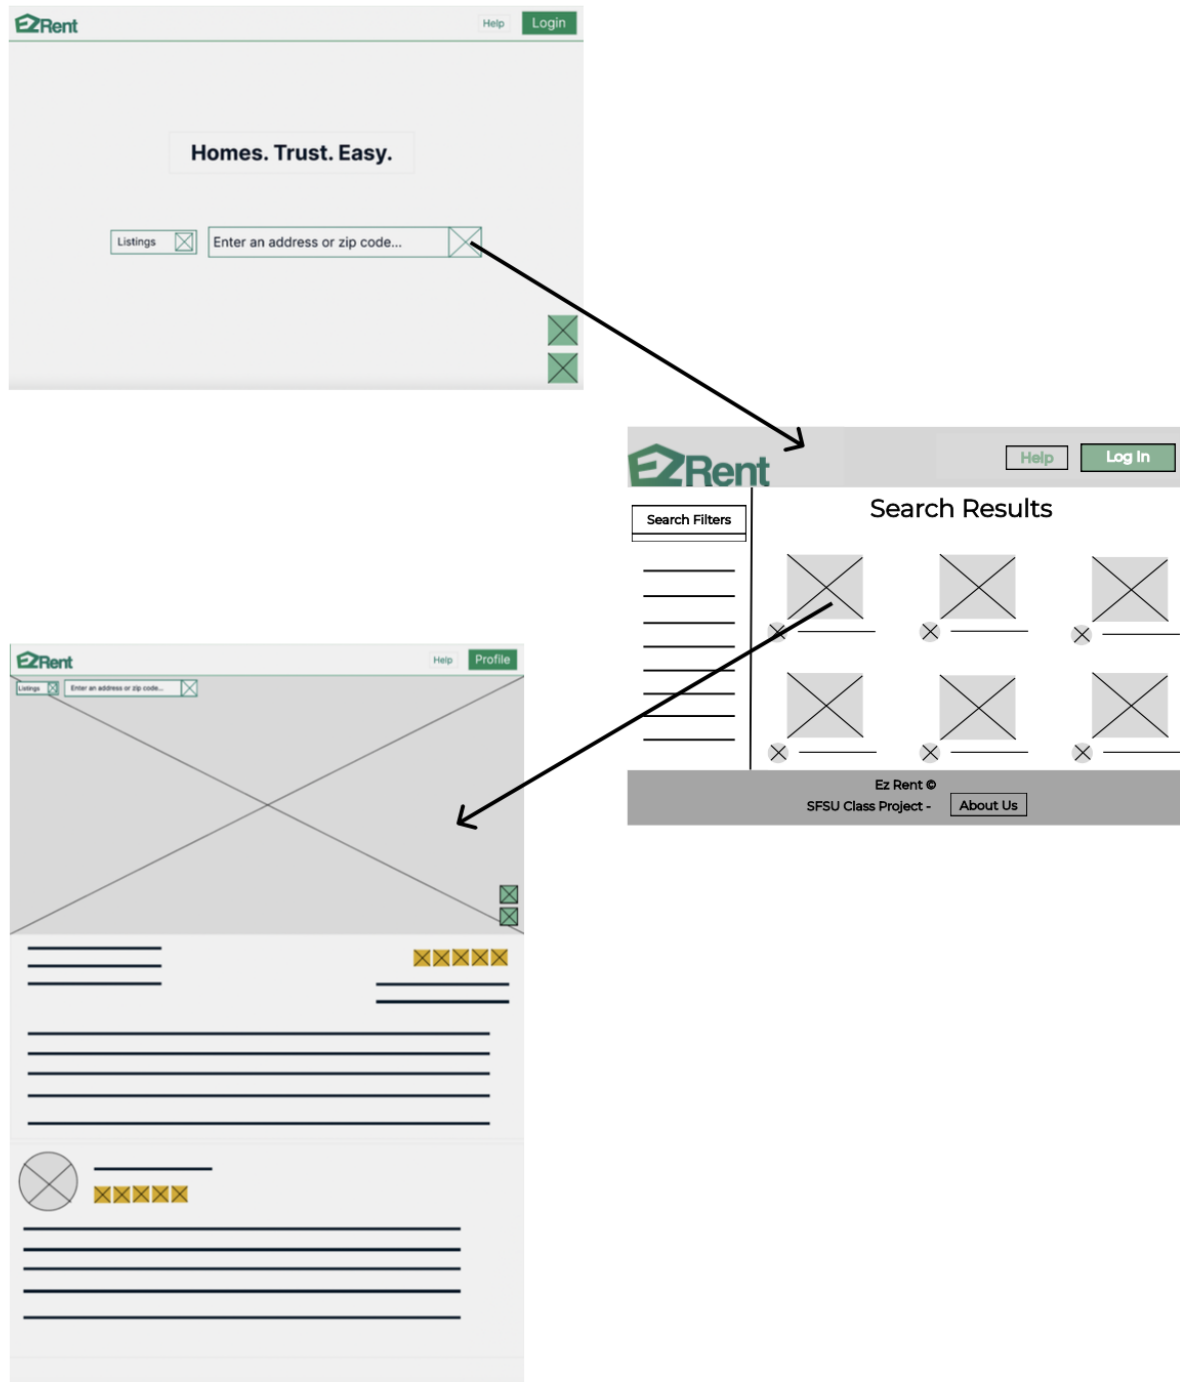 EZRent
Help
Login
Homes. Trust. Easy.
Listings
Enter an address or zip code...
EZRent
Help
Log In
Search Filters
Search Results
Ez Rent ©
SFSU Class Project -
About Us
EZRent
Help
Profile
Listings
Enter an address or zip code...